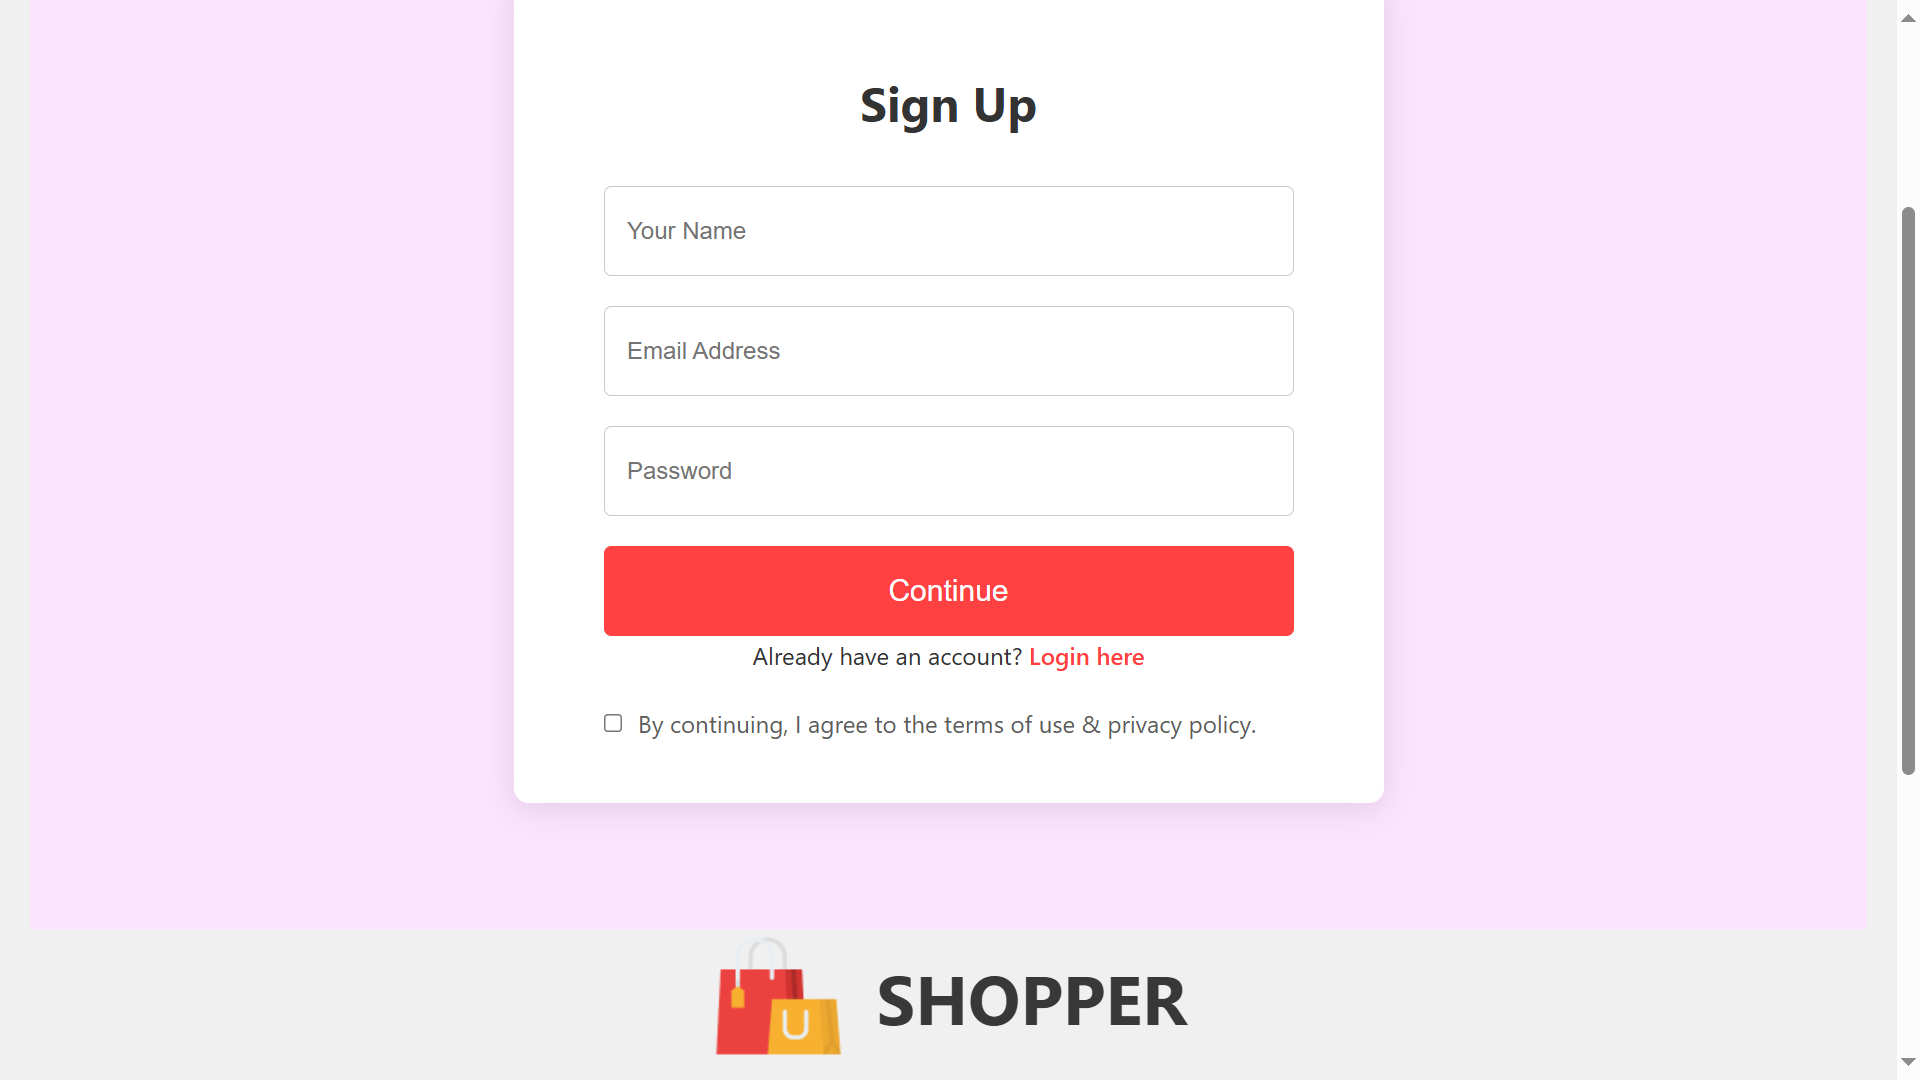 Sign Up
Your Name
Email Address
Password
Continue
Already have an account? Login here
By continuing, I agree to the terms of use & privacy policy.
SHOPPER